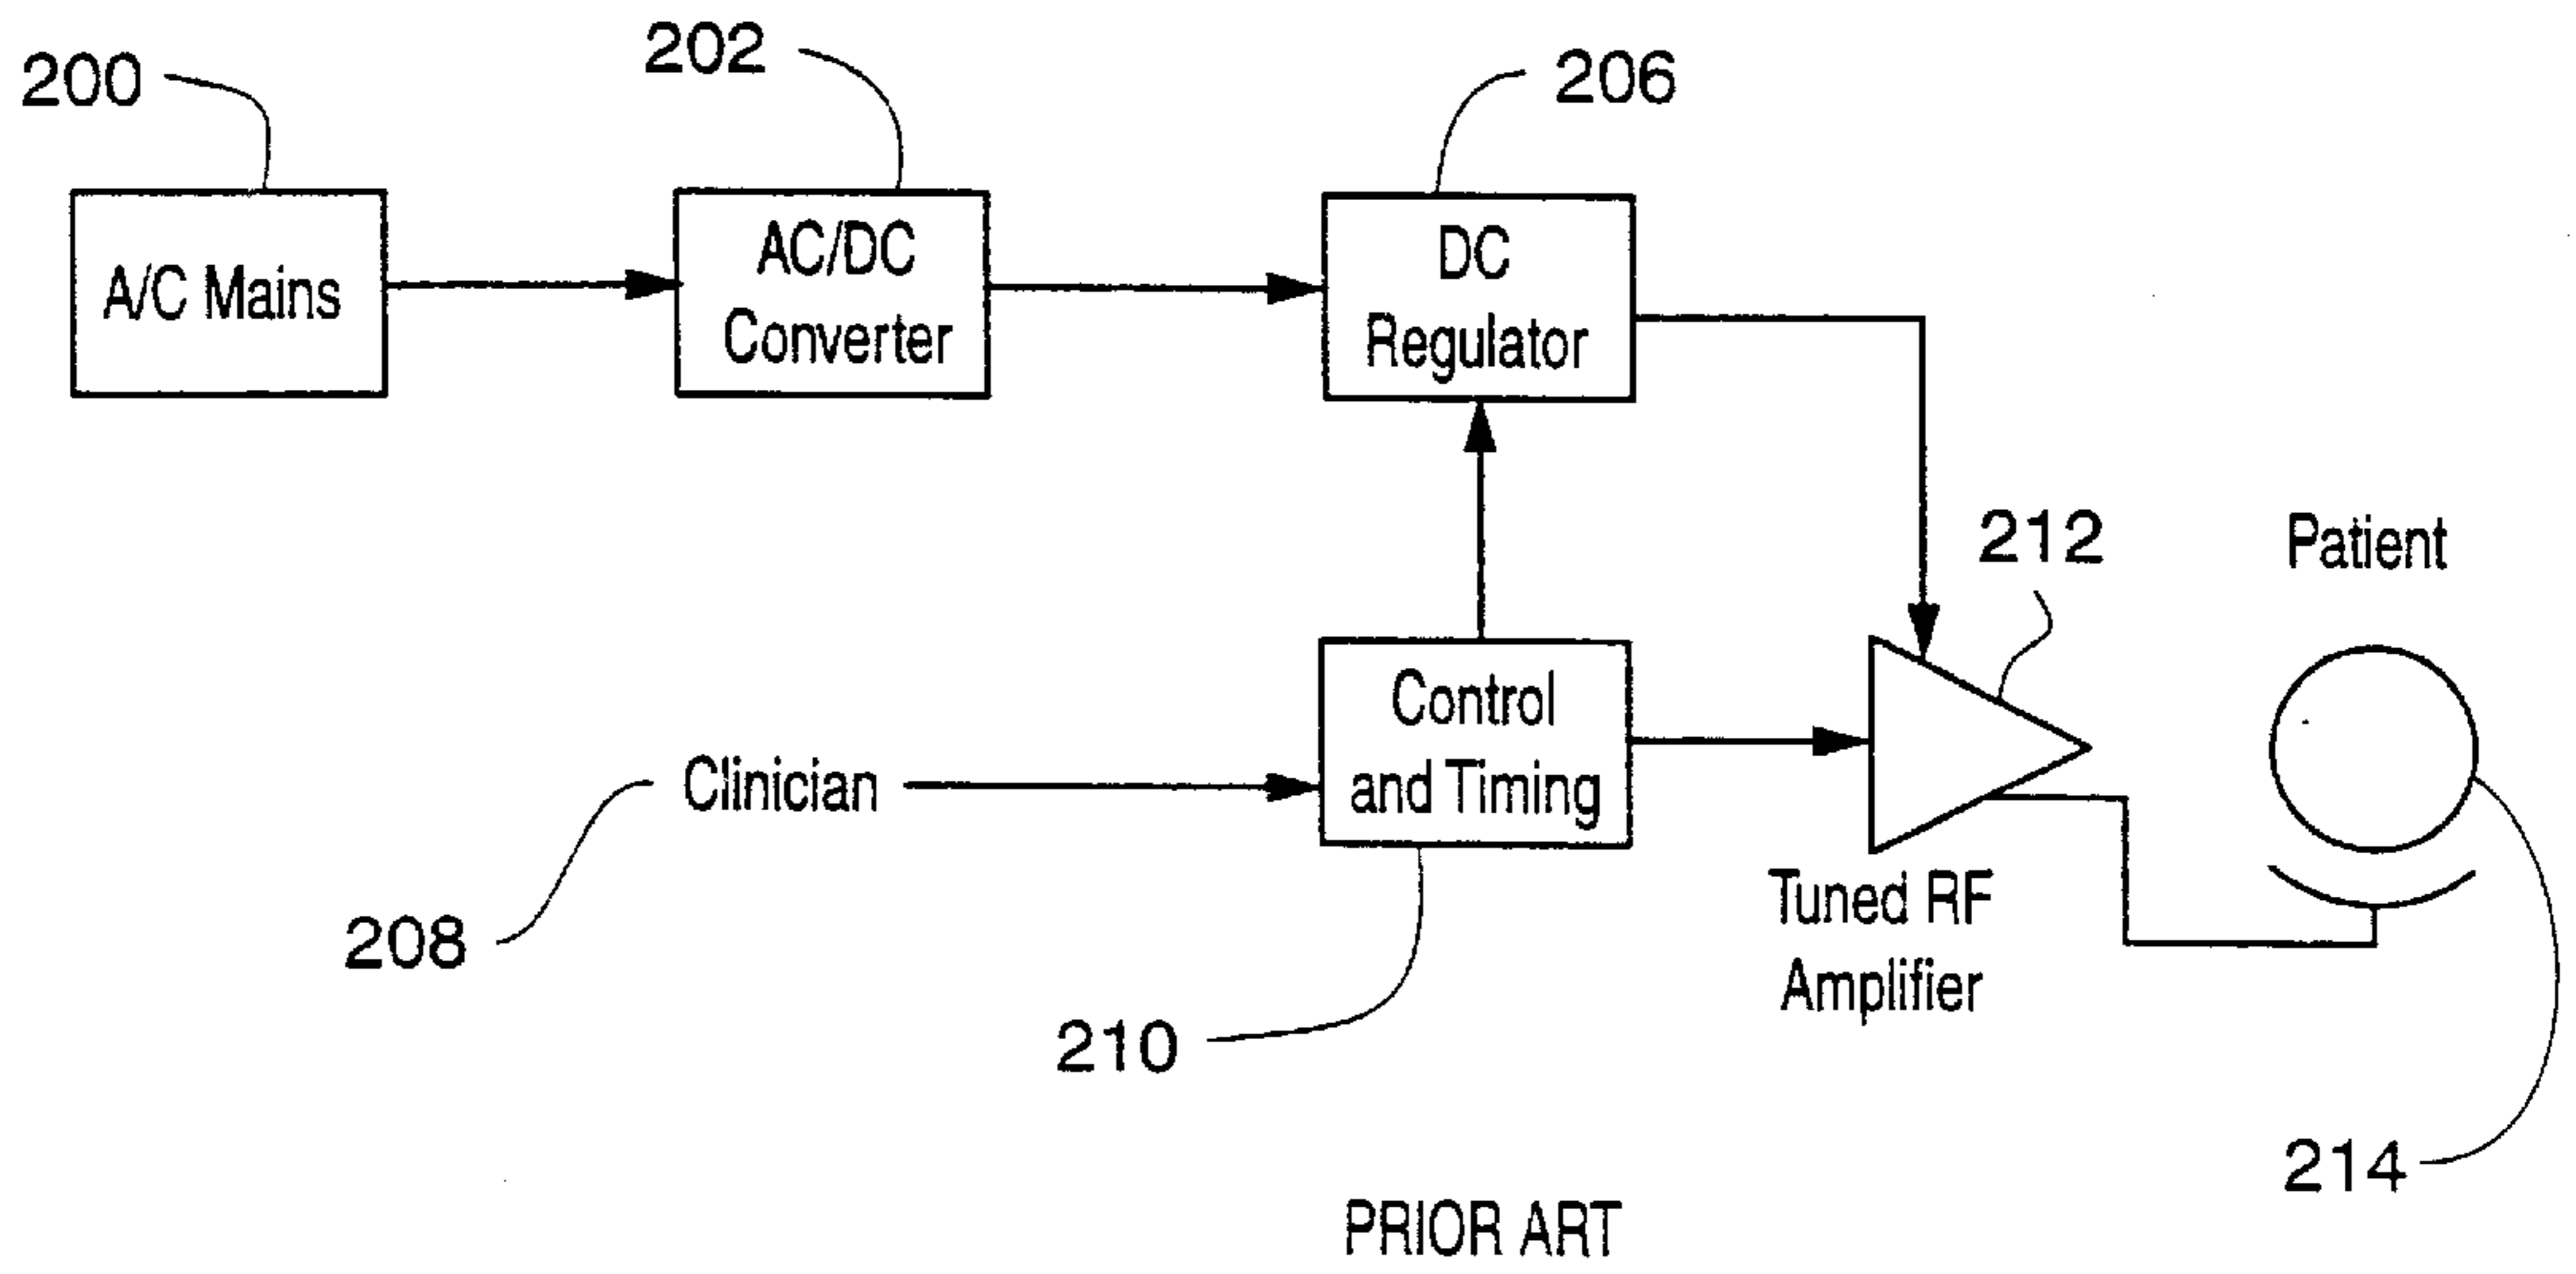 200
202
206
A/C Mains
AC/DC
Converter
DC
Regulator
212
Patient
208
Clinician
Control
and Timing
210
Tuned RF
Amplifier
214
PRIOR ART